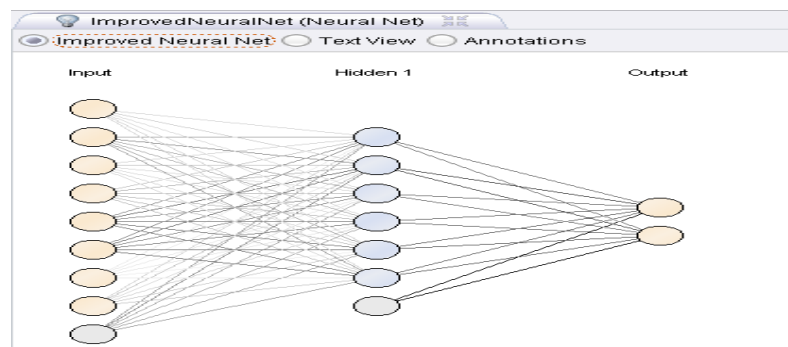 ImprovedNeuralNet (Neural Net)
Improved Neural Net Text View Annotations
Input Hidden 1 Output